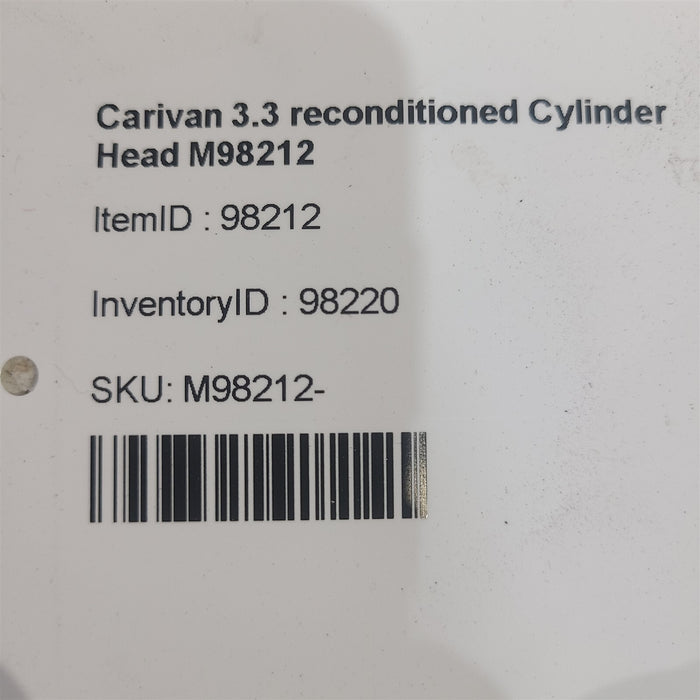 Carivan 3.3 reconditioned Cylinder
Head M98212
ItemID : 98212
InventoryID : 98220
SKU: M98212-